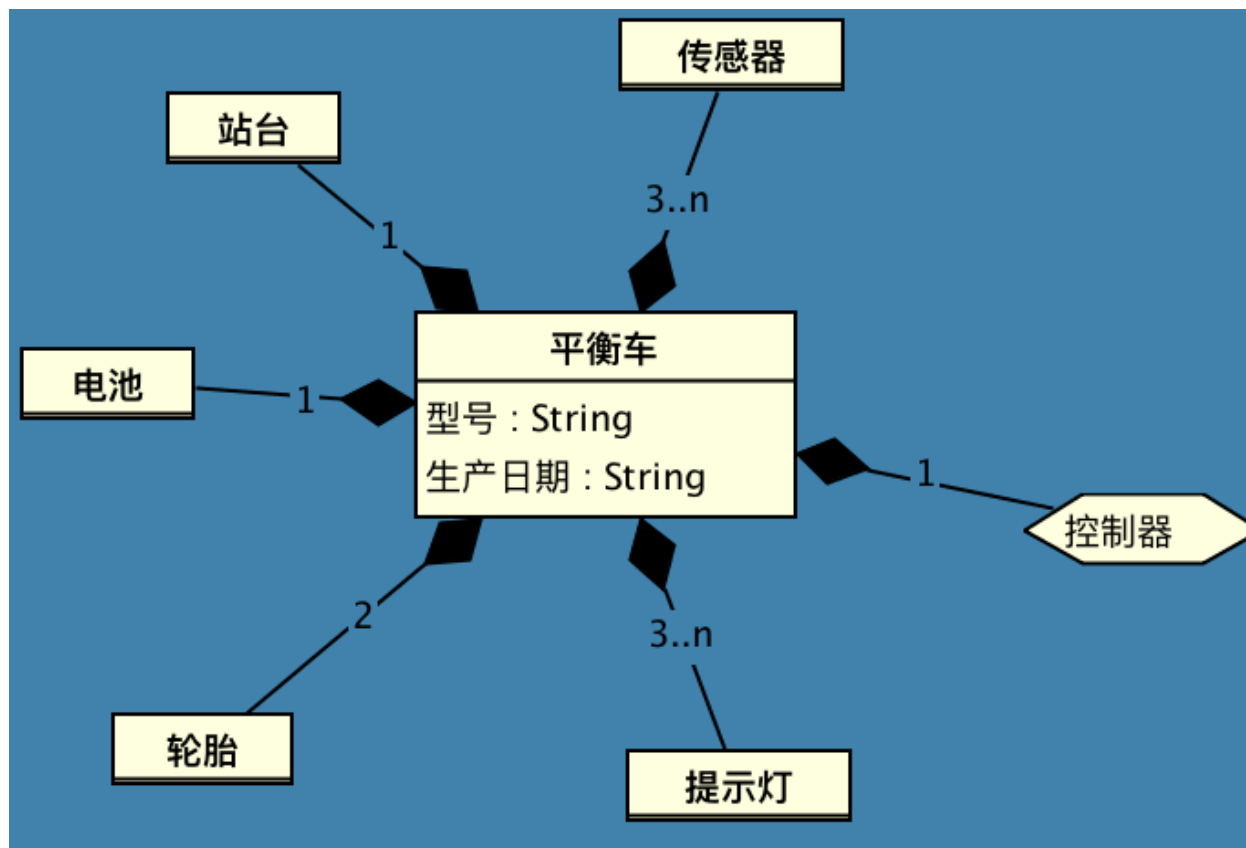 传感器
站台
3..n
1
平衡车
电池
1
型号 : String
生产日期 : String
1
控制器
2
3..n
轮胎
提示灯